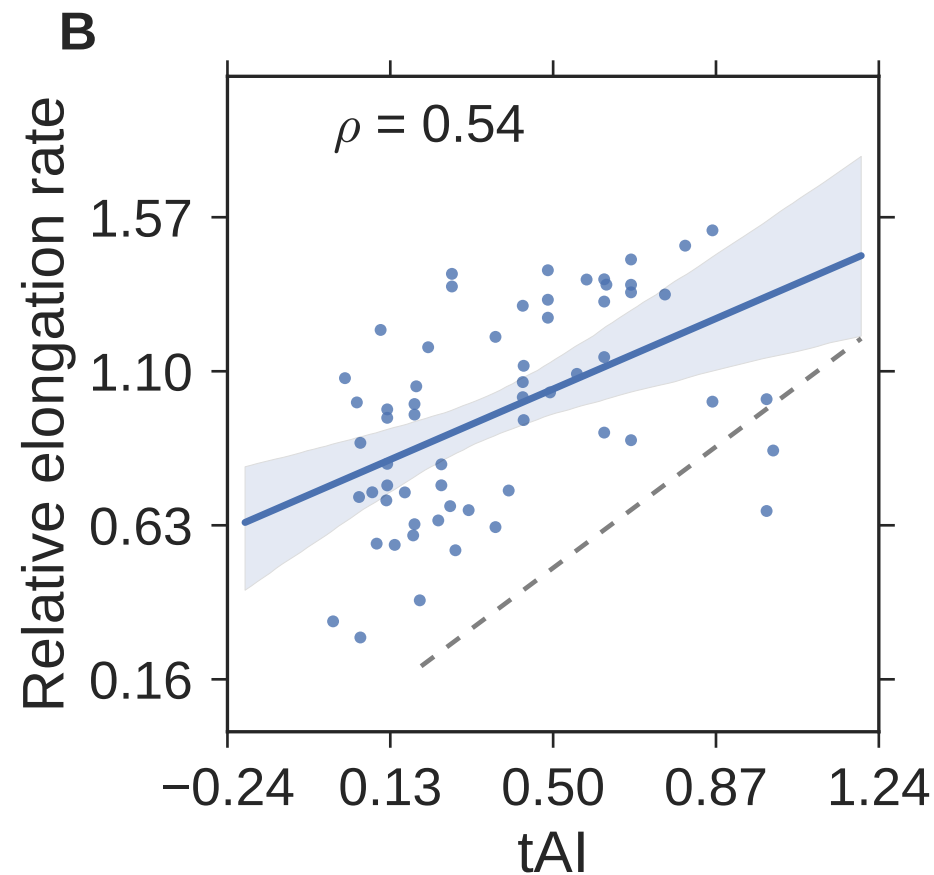 B
ρ = 0.54
Relative elongation rate
1.57
1.10
0.63
0.16
−0.24 0.13 0.50 0.87 1.24
tAI